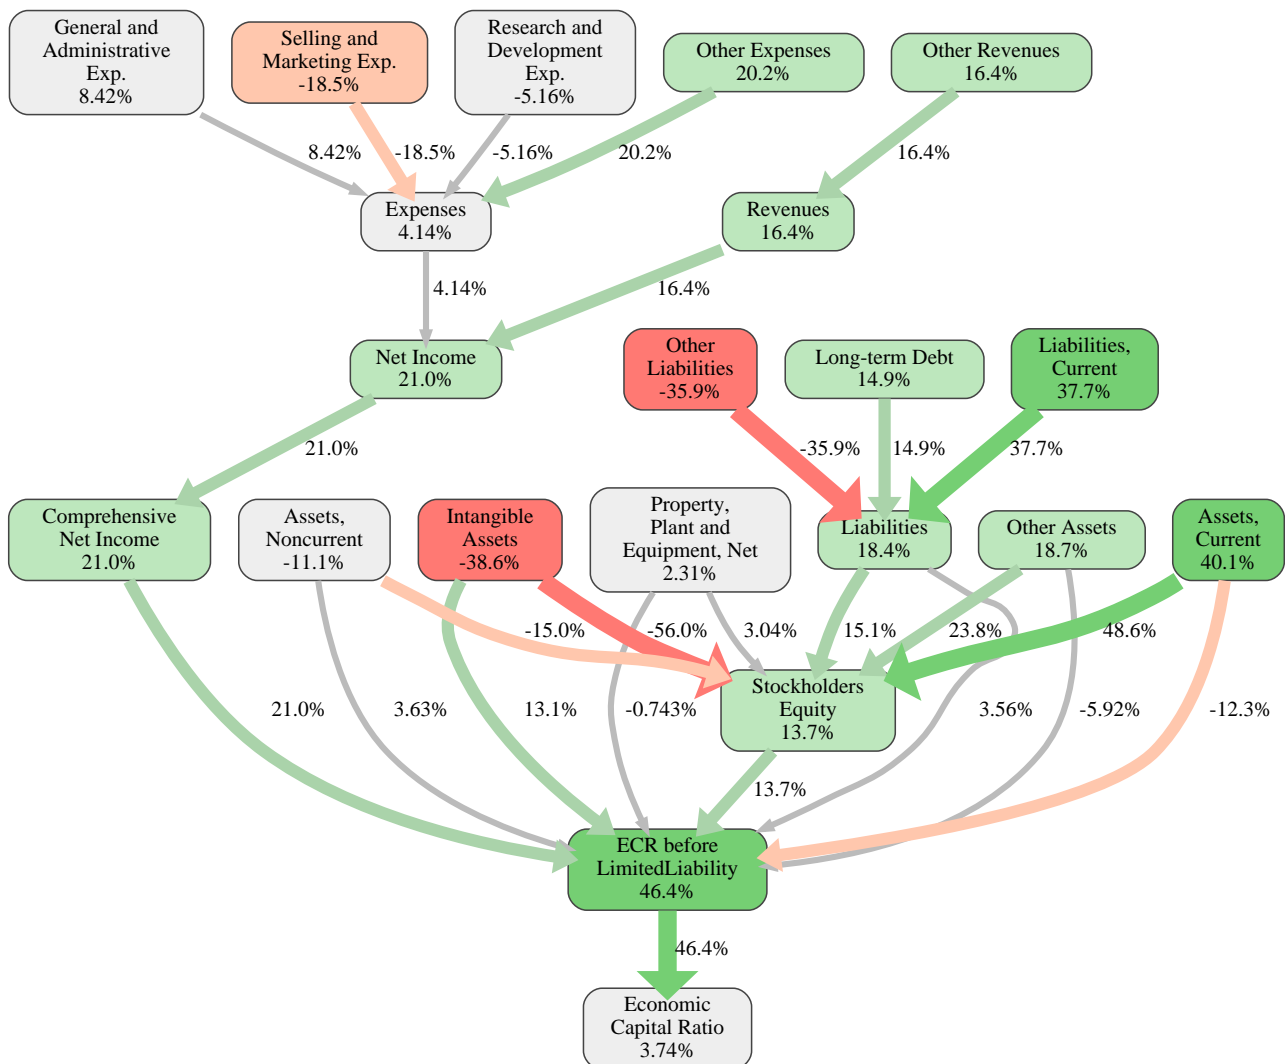 General and
Administrative
Exp.
8.42%
Selling and
Marketing Exp.
-18.5%
Research and
Development
Exp.
-5.16%
Other Expenses
20.2%
Other Revenues
16.4%
8.42%
-18.5%
-5.16%
20.2%
16.4%
Expenses
4.14%
Revenues
16.4%
4.14%
16.4%
Net Income
21.0%
Other
Liabilities
-35.9%
Long-term Debt
14.9%
Liabilities,
Current
37.7%
21.0%
-35.9%
14.9%
37.7%
Comprehensive
Net Income
21.0%
Assets,
Noncurrent
-11.1%
Intangible
Assets
-38.6%
Property,
Plant and
Equipment, Net
2.31%
Liabilities
18.4%
Other Assets
18.7%
Assets,
Current
40.1%
-15.0%
-56.0%
3.04%
15.1%
23.8%
48.6%
Stockholders
Equity
13.7%
21.0%
3.63%
13.1%
-0.743%
3.56%
-5.92%
-12.3%
13.7%
ECR before
LimitedLiability
46.4%
46.4%
Economic
Capital Ratio
3.74%